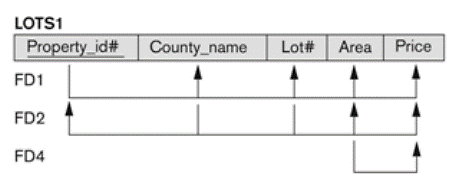 LOTS1
Property_id# County_name Lot# Area Price
FD1
FD2
FD4